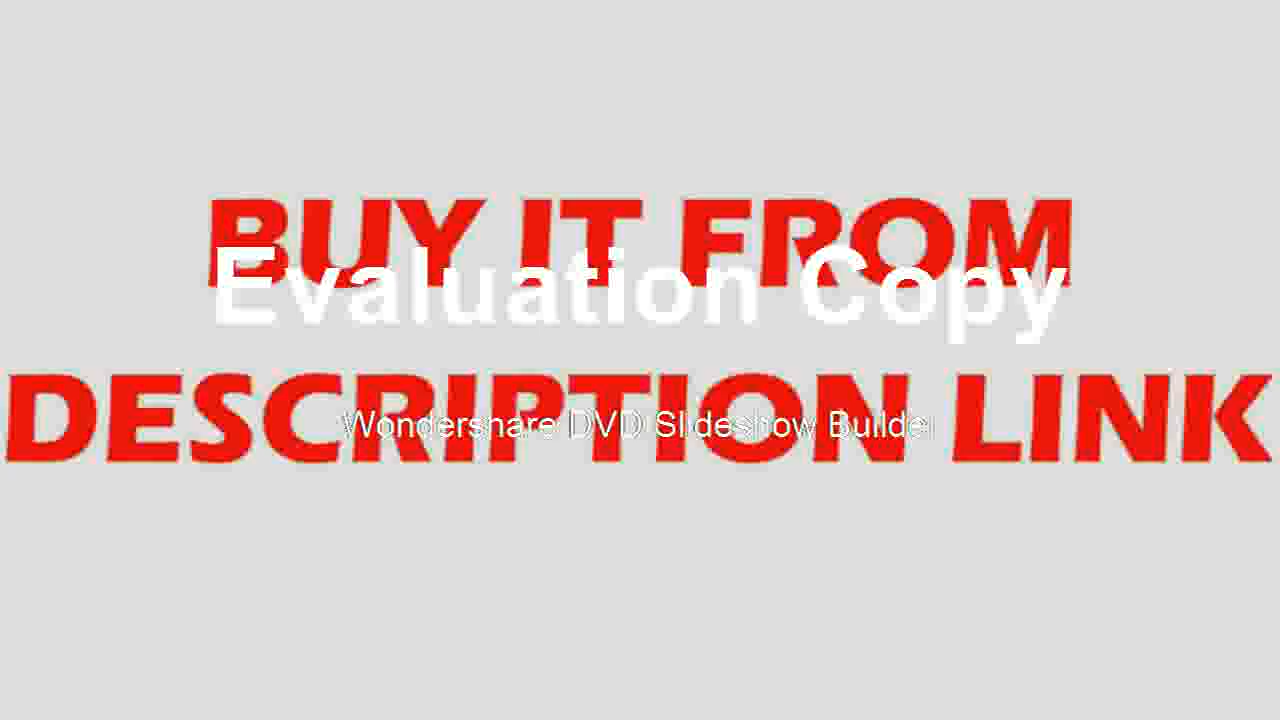 BUY IT FROM
Evaluation Copy
DESCRIPTION LINK
Wondershare DVD Slideshow Builder